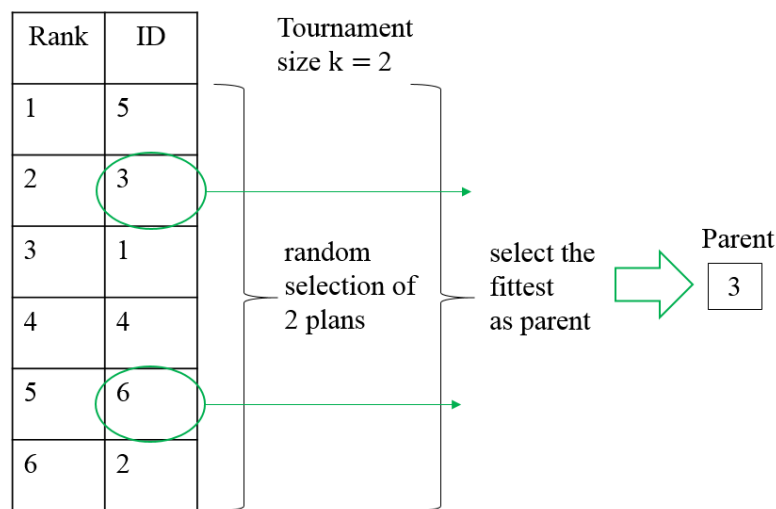 Rank ID
1 5
2 3
3 1
4 4
5 6
6 2
Tournament
size k = 2
random
selection of
2 plans
select the
fittest
as parent
Parent
3